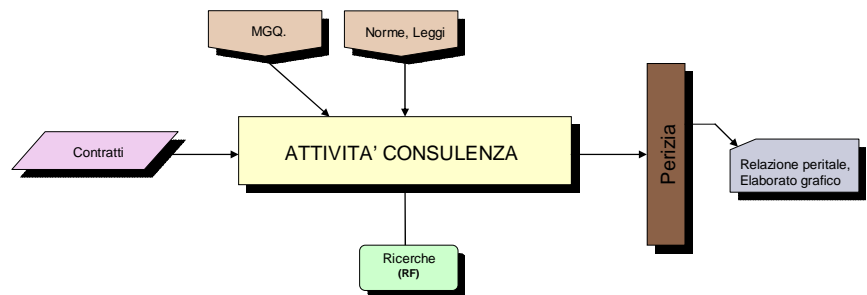 MGQ.
Norme, Leggi
Contratti
ATTIVITA’ CONSULENZA
Perizia
Relazione peritale,
Elaborato grafico
Ricerche
(RF)